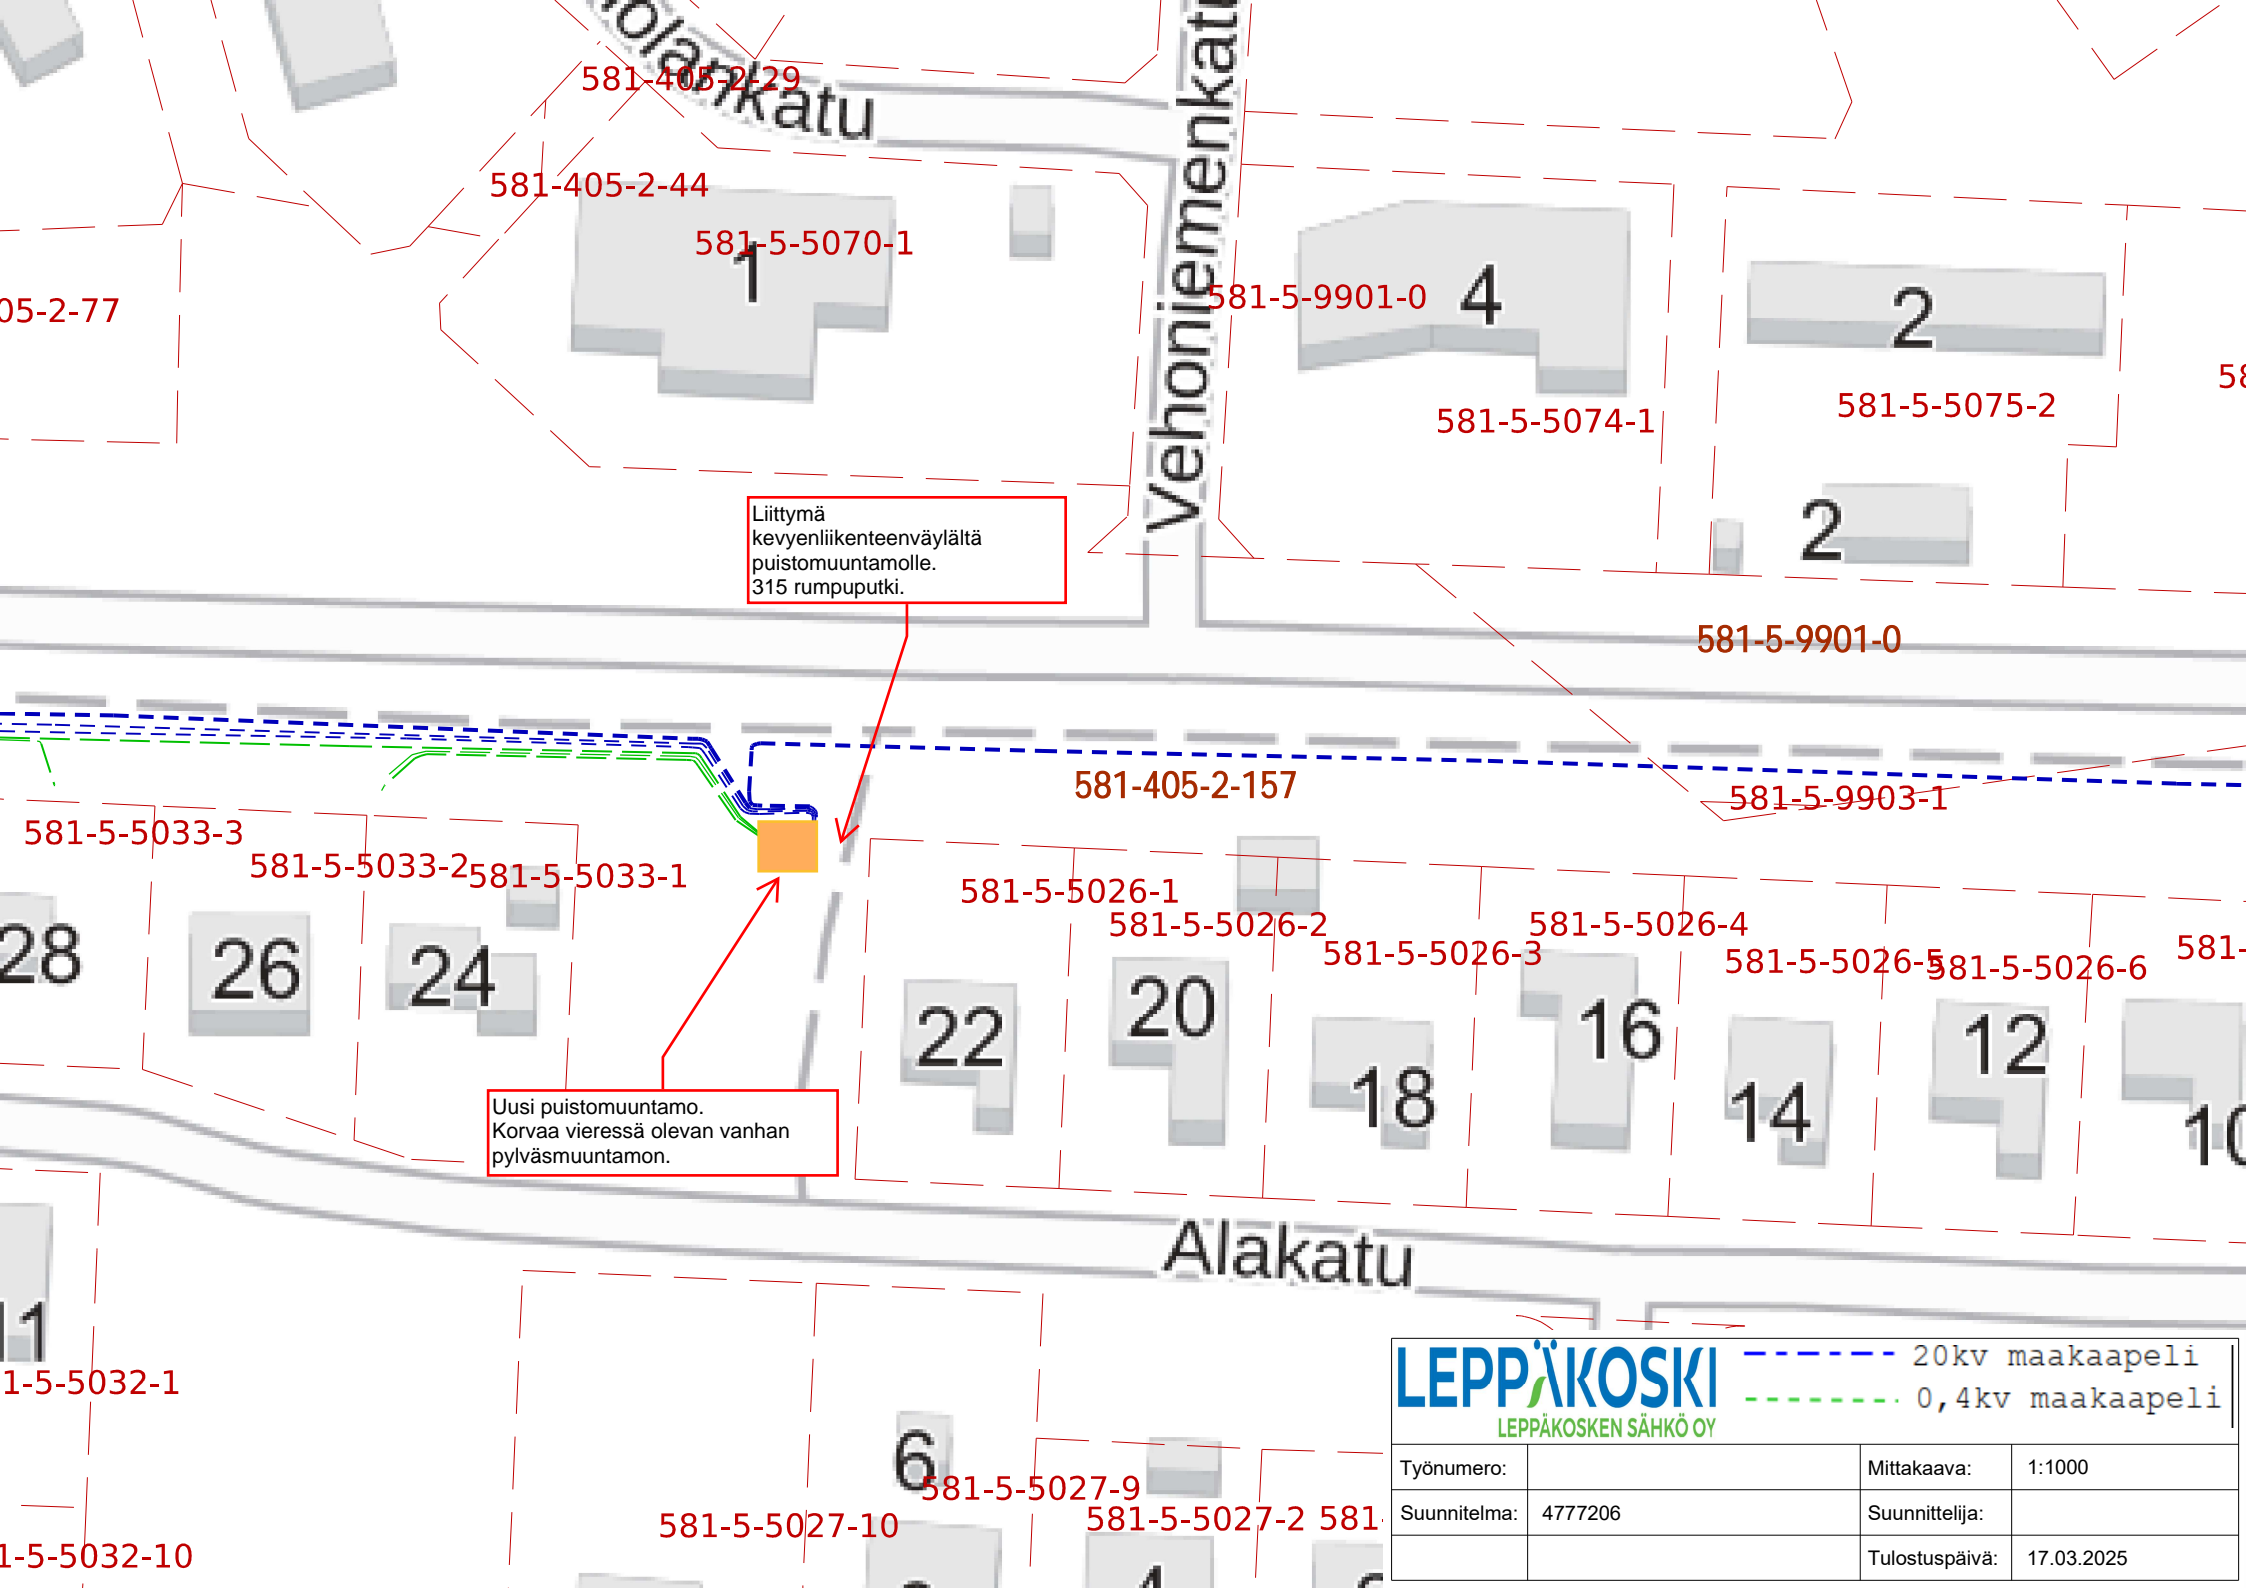 olankatu
Vehoniemenkatu
581-405-2-29
581-405-2-44
581-5-5070-1
1
05-2-77
581-5-9901-0
4
2
581-5-5074-1
581-5-5075-2
58
2
Liittymä
kevyenliikenteenväylältä
puistomuuntamolle.
315 rumpuputki.
581-5-9901-0
581-405-2-157
581-5-9903-1
581-5-5033-3
581-5-5033-2
581-5-5033-1
581-5-5026-1
581-5-5026-2
581-5-5026-3
581-5-5026-4
581-5-5026-5
581-5-5026-6
581-
28
26
24
22
20
18
16
14
12
10
Uusi puistomuuntamo.
Korvaa vieressä olevan vanhan
pylväsmuuntamon.
Alakatu
11
1-5-5032-1
6
581-5-5027-9
581-5-5027-10
581-5-5027-2
581-
1-5-5032-10
LEPPÄKOSKI
LEPPÄKOSKEN SÄHKÖ OY
20kv maakaapeli
0,4kv maakaapeli
Työnumero:
Mittakaava: 1:1000
Suunnitelma: 4777206
Suunnittelija:
Tulostuspäivä: 17.03.2025